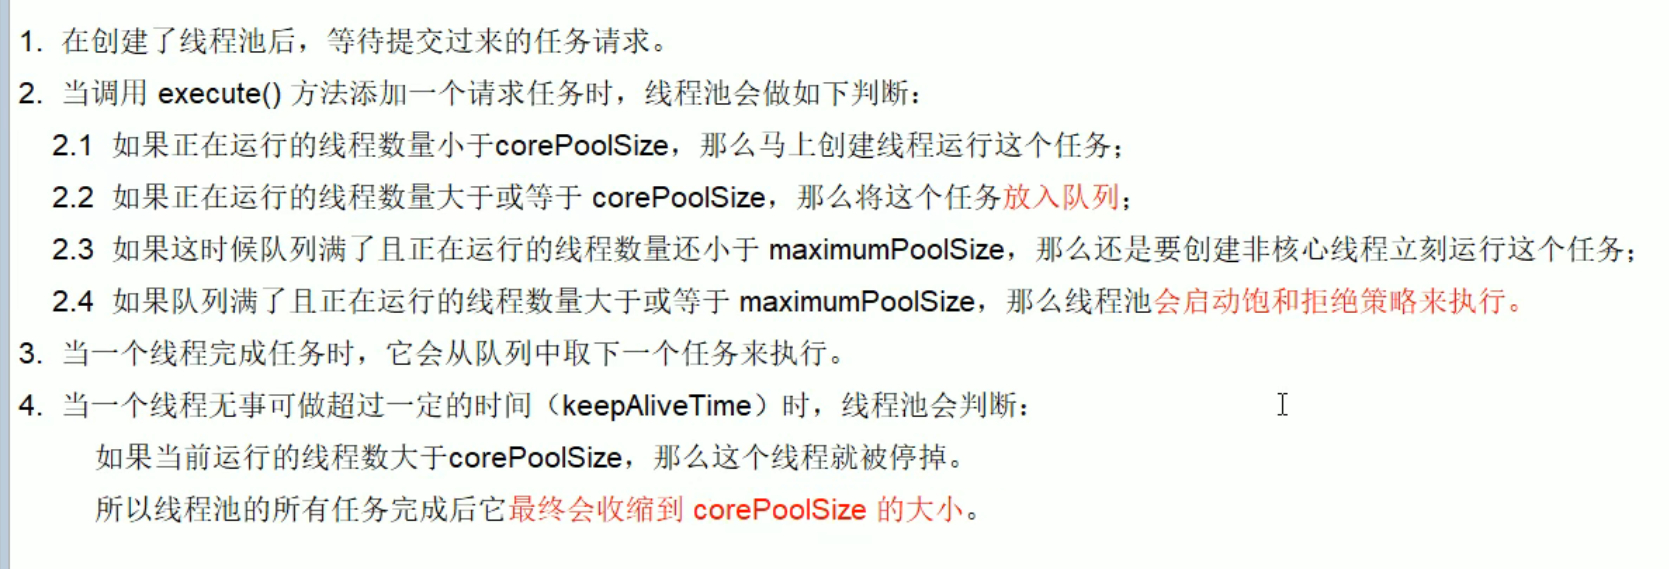 1. 在创建了线程池后，等待提交过来的任务请求。
2. 当调用 execute() 方法添加一个请求任务时，线程池会做如下判断：
2.1 如果正在运行的线程数量小于corePoolSize，那么马上创建线程运行这个任务；
2.2 如果正在运行的线程数量大于或等于 corePoolSize，那么将这个任务放入队列；
2.3 如果这时候队列满了且正在运行的线程数量还小于 maximumPoolSize，那么还是要创建非核心线程立刻运行这个任务；
2.4 如果队列满了且正在运行的线程数量大于或等于 maximumPoolSize，那么线程池会启动饱和拒绝策略来执行。
3. 当一个线程完成任务时，它会从队列中取下一个任务来执行。
4. 当一个线程无事可做超过一定的时间（keepAliveTime）时，线程池会判断：
如果当前运行的线程数大于corePoolSize，那么这个线程就被停掉。
所以线程池的所有任务完成后它最终会收缩到 corePoolSize 的大小。